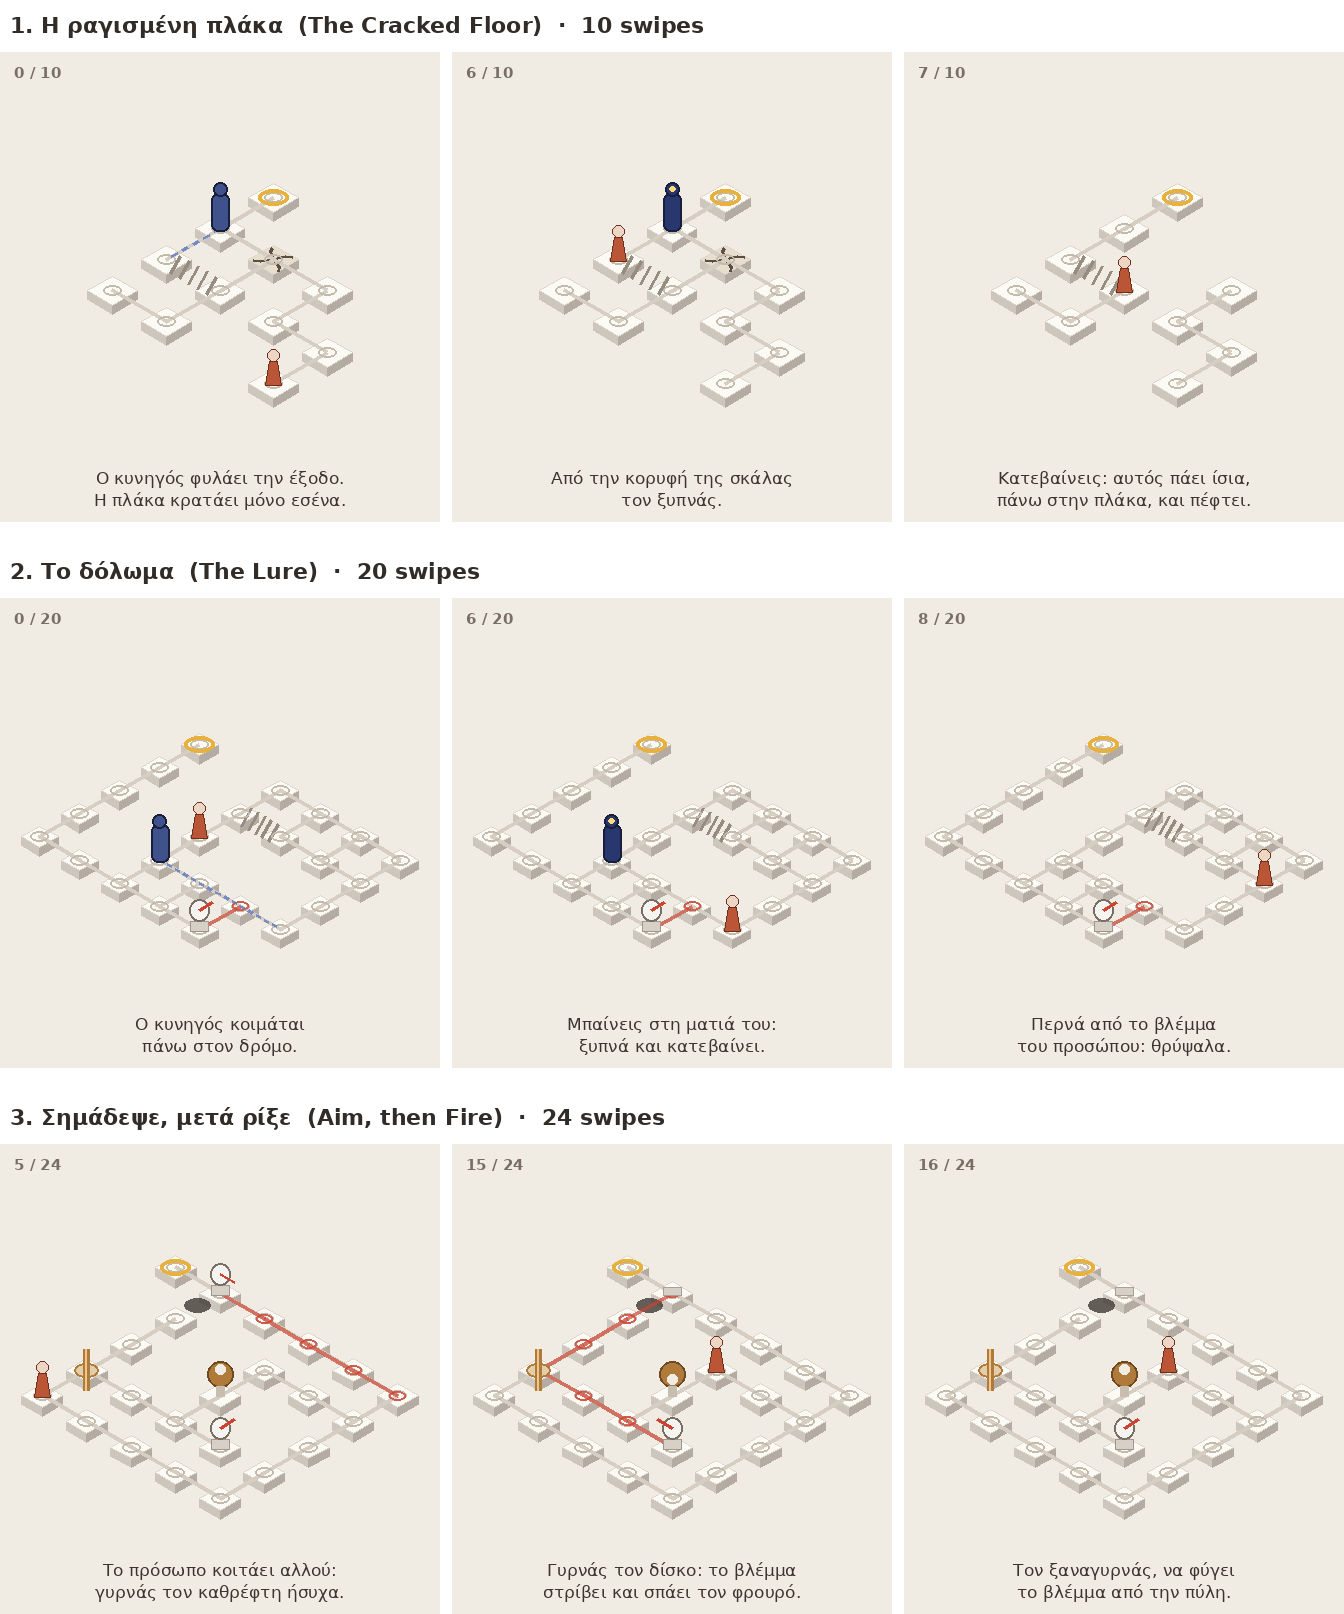 1. Η ραγισμένη πλάκα (The Cracked Floor) · 10 swipes
0 / 10
6 / 10
7 / 10
Ο κυνηγός φυλάει την έξοδο.
Η πλάκα κρατάει μόνο εσένα.
Από την κορυφή της σκάλας
τον ξυπνάς.
Κατεβαίνεις: αυτός πάει ίσια,
πάνω στην πλάκα, και πέφτει.
2. Το δόλωμα (The Lure) · 20 swipes
0 / 20
6 / 20
8 / 20
Ο κυνηγός κοιμάται
πάνω στον δρόμο.
Μπαίνεις στη ματιά του:
ξυπνά και κατεβαίνει.
Περνά από το βλέμμα
του προσώπου: θρύψαλα.
3. Σημάδεψε, μετά ρίξε (Aim, then Fire) · 24 swipes
5 / 24
15 / 24
16 / 24
Το πρόσωπο κοιτάει αλλού:
γυρνάς τον καθρέφτη ήσυχα.
Γυρνάς τον δίσκο: το βλέμμα
στρίβει και σπάει τον φρουρό.
Τον ξαναγυρνάς, να φύγει
το βλέμμα από την πύλη.